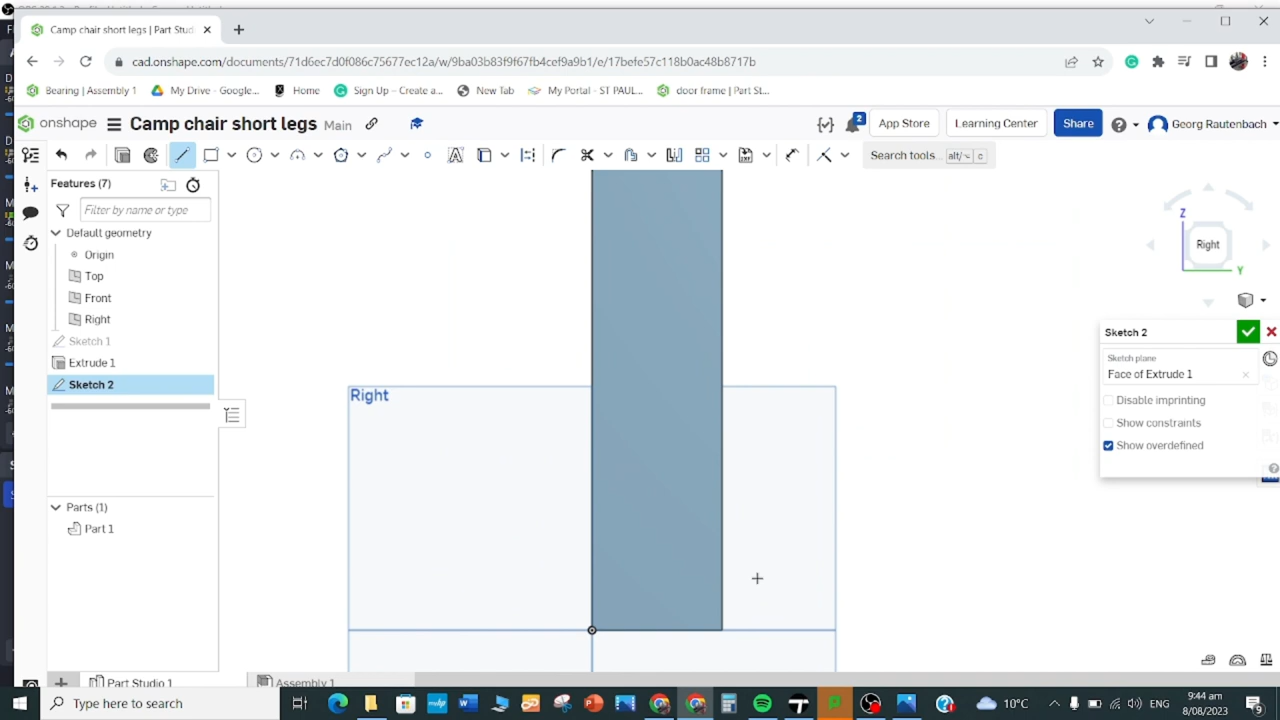 Camp chair short legs | Part Studi
cad.onshape.com/documents/71d6ec7d0f086c75677ec12a/w/9ba03b83f9f67fb4cef9a9b1/e/17befe57c118b0ac48b8717b
Bearing | Assembly 1
My Drive - Google...
Home
Sign Up - Create a...
New Tab
My Portal - ST PAUL...
door frame | Part St...
onshape
Camp chair short legs
Main
2
App Store
Learning Center
Share
Georg Rautenbach
Search tools...
alt/⌥
c
Features (7)
Filter by name or type
Default geometry
Origin
Top
Front
Right
Sketch 1
Extrude 1
Sketch 2
Parts (1)
Part 1
Right
Z
Right
Y
Sketch 2
Sketch plane
Face of Extrude 1
Disable imprinting
Show constraints
Show overdefined
Part Studio 1
Assembly 1
Type here to search
10°C
ENG
9:44 am
8/08/2023
9